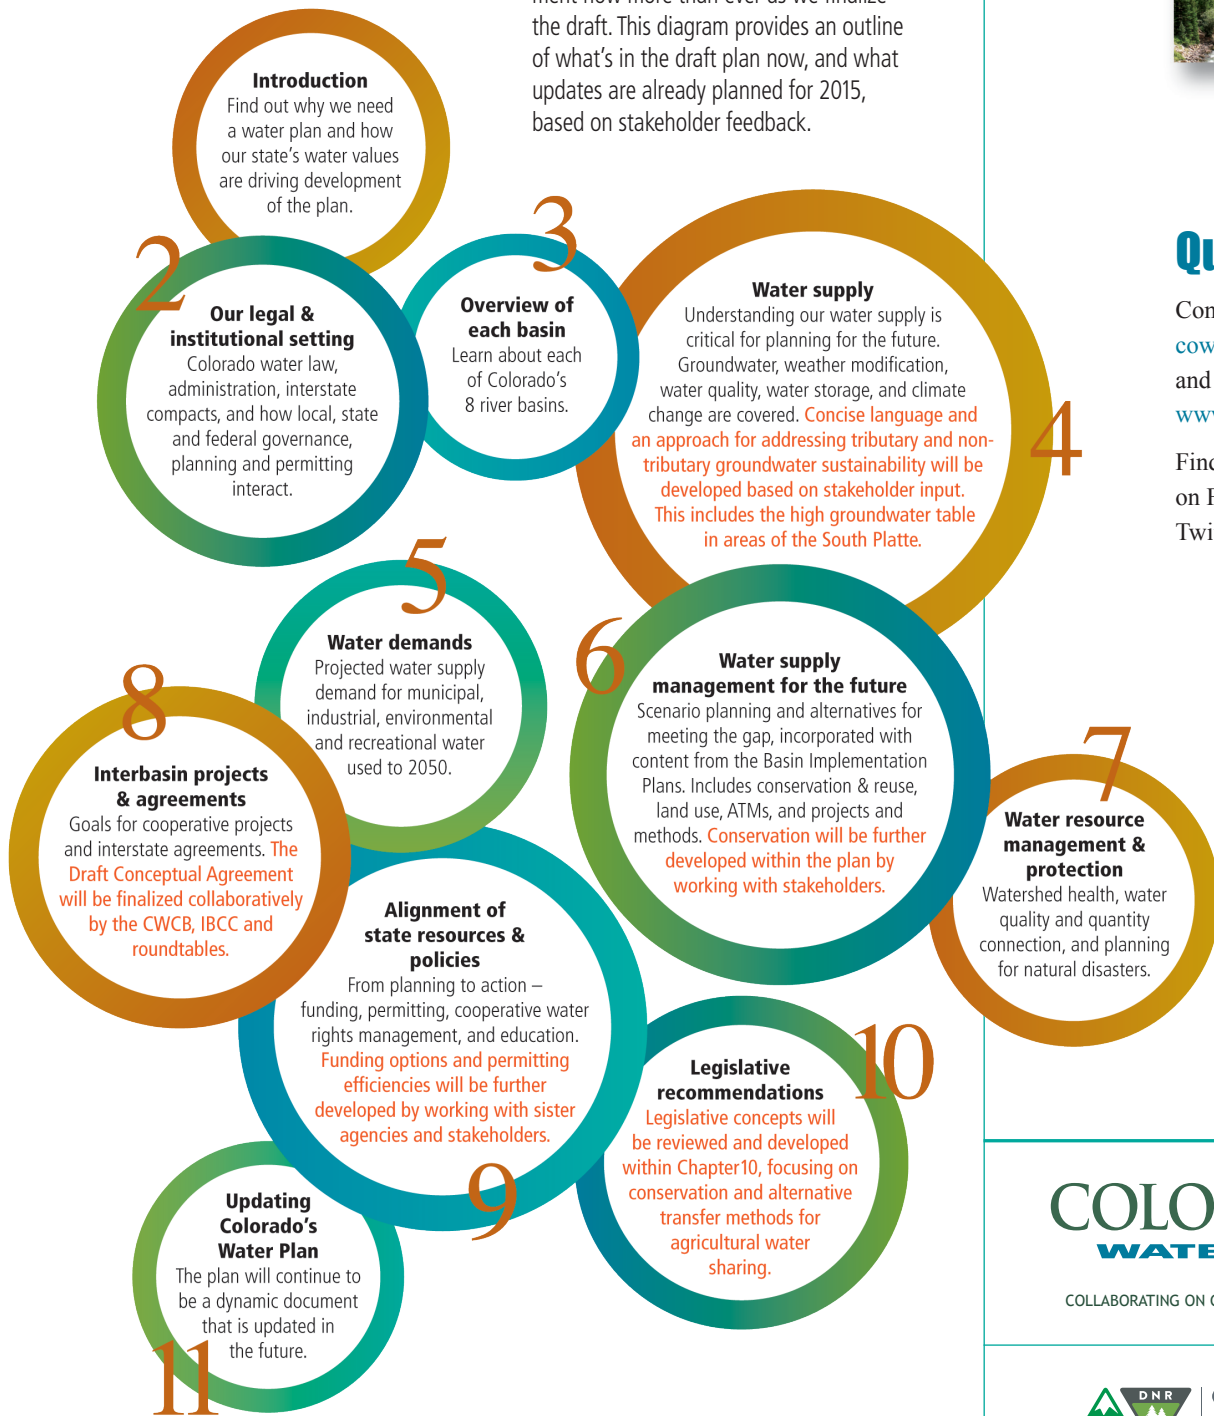 the draft. This diagram provides an outline
of what's in the draft plan now, and what
updates are already planned for 2015,
based on stakeholder feedback.
Introduction
Find out why we need
a water plan and how
our state's water values
are driving development
of the plan.
2
Our legal &
institutional setting
Colorado water law,
administration, interstate
compacts, and how local, state
and federal governance,
planning and permitting
interact.
3
Overview of
each basin
Learn about each
of Colorado's
8 river basins.
4
Water supply
Understanding our water supply is
critical for planning for the future.
Groundwater, weather modification,
water quality, water storage, and climate
change are covered. Concise language and
an approach for addressing tributary and non-
tributary groundwater sustainability will be
developed based on stakeholder input.
This includes the high groundwater table
in areas of the South Platte.
5
Water demands
Projected water supply
demand for municipal,
industrial, environmental
and recreational water
used to 2050.
6
Water supply
management for the future
Scenario planning and alternatives for
meeting the gap, incorporated with
content from the Basin Implementation
Plans. Includes conservation & reuse,
land use, ATMs, and projects and
methods. Conservation will be further
developed within the plan by
working with stakeholders.
7
Water resource
management &
protection
Watershed health, water
quality and quantity
connection, and planning
for natural disasters.
8
Interbasin projects
& agreements
Goals for cooperative projects
and interstate agreements. The
Draft Conceptual Agreement
will be finalized collaboratively
by the CWCB, IBCC and
roundtables.
Alignment of
state resources &
policies
From planning to action –
funding, permitting, cooperative water
rights management, and education.
Funding options and permitting
efficiencies will be further
developed by working with sister
agencies and stakeholders.
9
10
Legislative
recommendations
Legislative concepts will
be reviewed and developed
within Chapter10, focusing on
conservation and alternative
transfer methods for
agricultural water
sharing.
Updating
Colorado's
Water Plan
The plan will continue to
be a dynamic document
that is updated in
the future.
11
Qu
Con
cow
and
www
Find
on F
Twi
COLO
WATE
COLLABORATING ON C
DNR